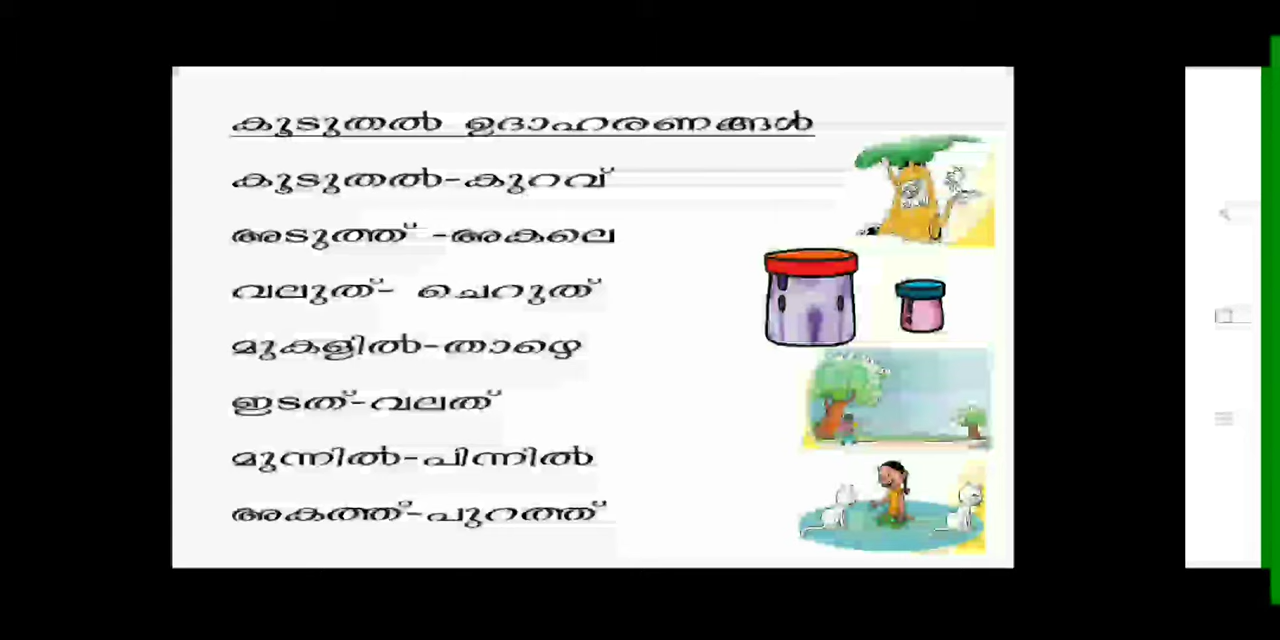 കൂടുതൽ ഉദാഹരണങ്ങൾ
കൂടുതൽ-കുറവ്
അടുത്ത് -അകലെ
വലുത്- ചെറുത്
മുകളിൽ-താഴെ
ഇടത്-വലത്
മുന്നിൽ-പിന്നിൽ
അകത്ത്-പുറത്ത്